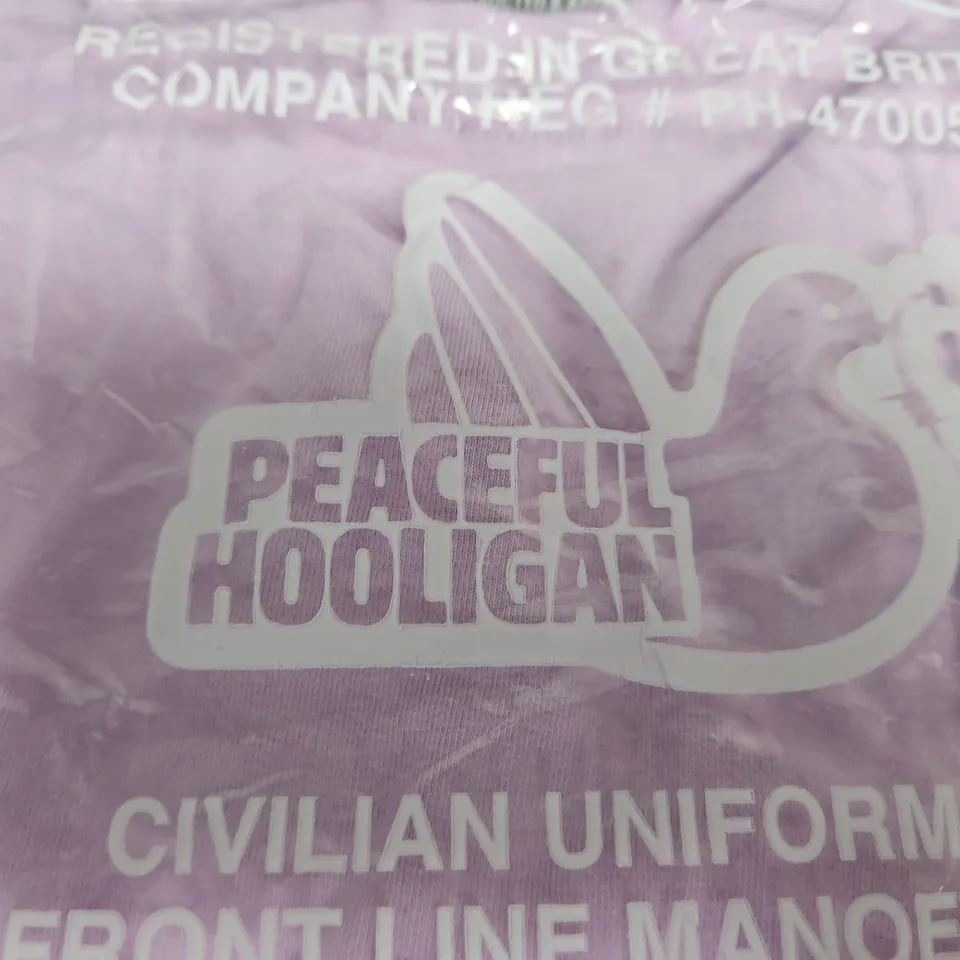 REGISTERED IN GREAT BRIT
COMPANY REG # PH-47005
PEACEFUL
HOOLIGAN
CIVILIAN UNIFORM
FRONT LINE MANOE